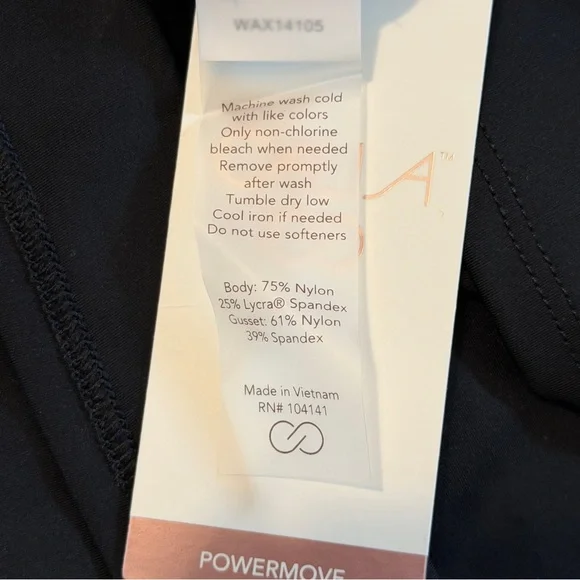 WAX14105
Machine wash cold
with like colors
Only non-chlorine
bleach when needed
Remove promptly
after wash
Tumble dry low
Cool iron if needed
Do not use softeners
LA™
Body: 75% Nylon
25% Lycra® Spandex
Gusset: 61% Nylon
39% Spandex
Made in Vietnam
RN# 104141
POWERMOVE